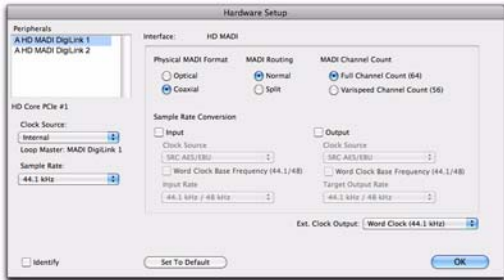 Hardware Setup
Peripherals
A HD MADI DigiLink 1
A HD MADI DigiLink 2
HD Core PCIe #1
Clock Source:
Internal
Loop Master: MADI DigiLink 1
Sample Rate:
44.1 kHz
Identify
Interface: HD MADI
Physical MADI Format
Optical
Coaxial
MADI Routing
Normal
Split
MADI Channel Count
Full Channel Count (64)
Varispeed Channel Count (56)
Sample Rate Conversion
Input
Clock Source
SRC AES/EBU
Word Clock Base Frequency (44.1/48)
Input Rate
44.1 kHz / 48 kHz
Output
Clock Source
SRC AES/EBU
Word Clock Base Frequency (44.1/48)
Target Output Rate
44.1 kHz / 48 kHz
Ext. Clock Output: Word Clock (44.1 kHz)
Set To Default
OK